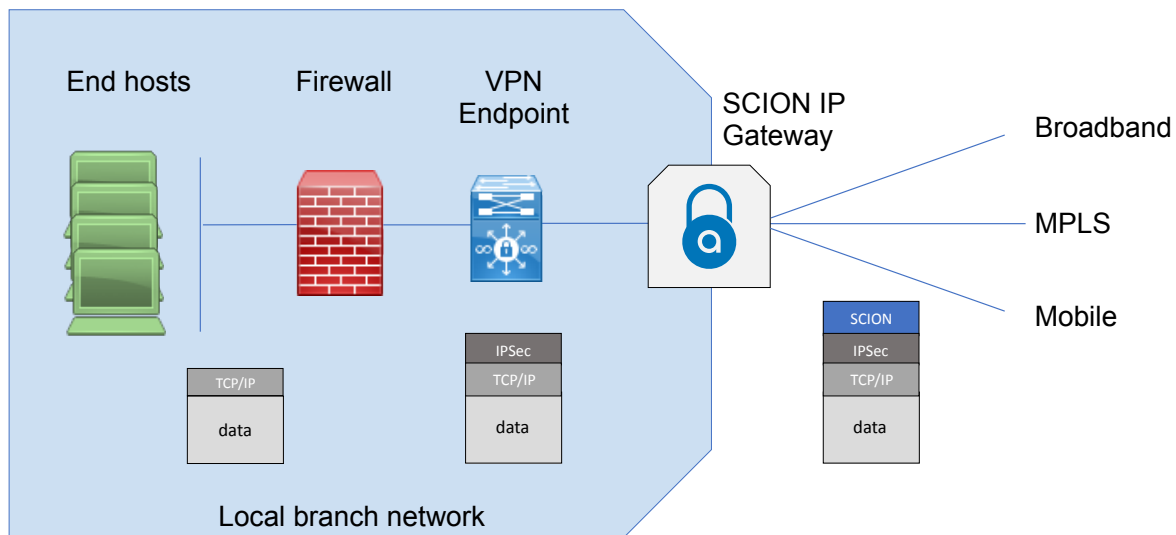 End hosts
Firewall
VPN
Endpoint
SCION IP
Gateway
Broadband
MPLS
Mobile
a
TCP/IP
data
IPSec
TCP/IP
data
SCION
IPSec
TCP/IP
data
Local branch network